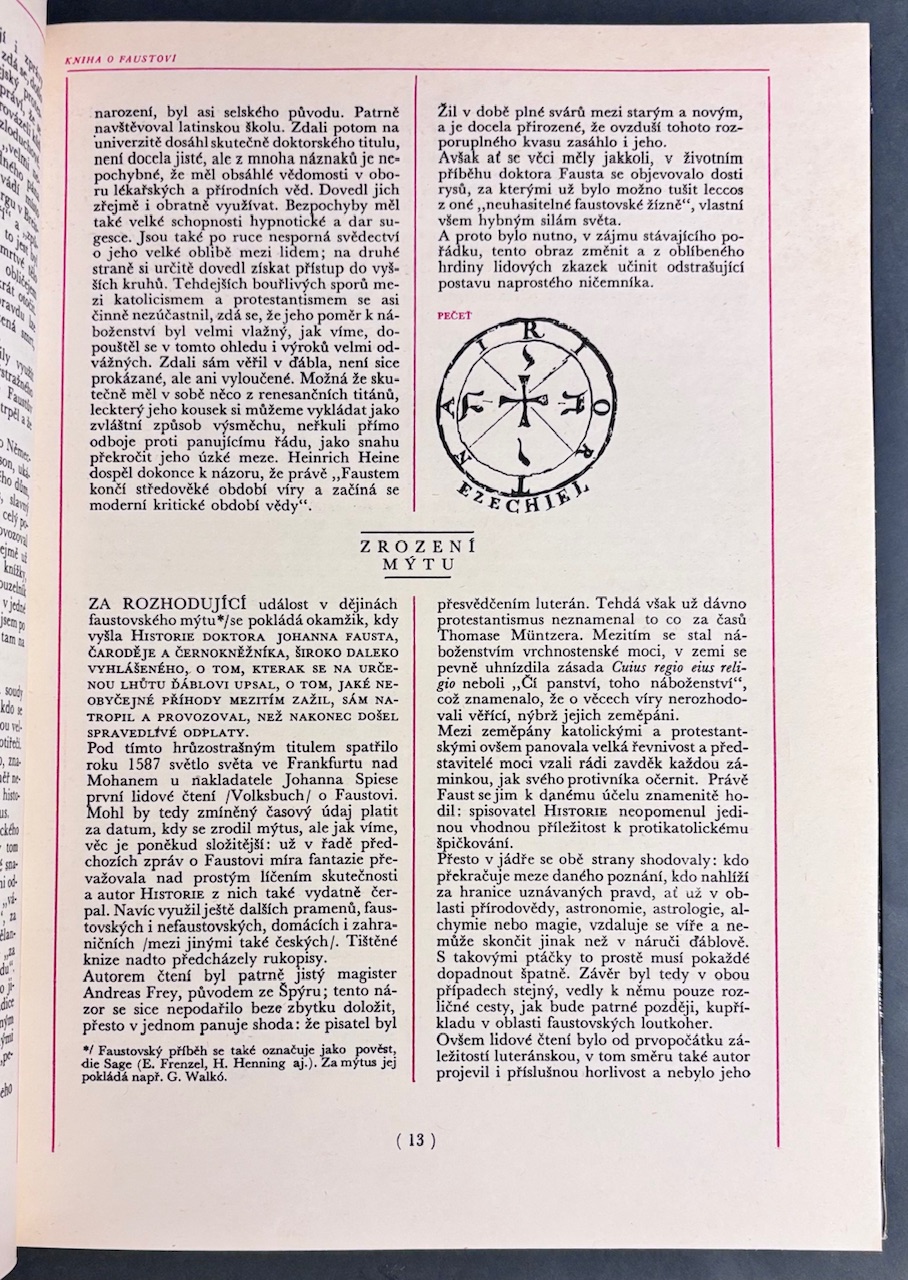 KNIHA O FAUSTOVI
narození, byl asi selského původu. Patrně
navštěvoval latinskou školu. Zdali potom na
univerzitě dosáhl skutečně doktorského titulu,
není docela jisté, ale z mnoha náznaků je ne=
pochybné, že měl obsáhlé vědomosti v obo-
ru lékařských a přírodních věd. Dovedl jich
zřejmě i obratně využívat. Bezpochyby měl
také velké schopnosti hypnotické a dar su-
gesce. Jsou také po ruce nesporná svědectví
o jeho velké oblibě mezi lidem; na druhé
straně si určitě dovedl získat přístup do vyš=
ších kruhů. Tehdejších bouřlivých sporů me-
zi katolicismem a protestantismem se asi
činně nezúčastnil, zdá se, že jeho poměr k ná-
boženství byl velmi vlažný, jak víme, do-
pouštěl se v tomto ohledu i výroků velmi od-
vážných. Zdali sám věřil v ďábla, není sice
prokázané, ale ani vyloučené. Možná že sku-
tečně měl v sobě něco z renesančních titánů,
leckterý jeho kousek si můžeme vykládat jako
zvláštní způsob výsměchu, neřkuli přímo
odboje proti panujícímu řádu, jako snahu
překročit jeho úzké meze. Heinrich Heine
dospěl dokonce k názoru, že právě „Faustem
končí středověké období víry a začíná se
moderní kritické období vědy“.
Žil v době plné svárů mezi starým a novým,
a je docela přirozené, že ovzduší tohoto roz-
poruplného kvasu zasáhlo i jeho.
Avšak ať se věci měly jakkoli, v životním
příběhu doktora Fausta se objevovalo dosti
rysů, za kterými už bylo možno tušit leccos
z oné „neuhasitelné faustovské žízně“, vlastní
všem hybným silám světa.
A proto bylo nutno, v zájmu stávajícího po-
řádku, tento obraz změnit a z oblíbeného
hrdiny lidových zkazek učinit odstrašující
postavu naprostého ničemníka.
PEČEŤ
EZECHIEL
ZROZENÍ
MÝTU
ZA ROZHODUJÍCÍ událost v dějinách
faustovského mýtu*/se pokládá okamžik, kdy
vyšla HISTORIE DOKTORA JOHANNA FAUSTA,
ČARODĚJE A ČERNOKNĚŽNÍKA, ŠIROKO DALEKO
VYHLÁŠENÉHO, O TOM, KTERAK SE NA URČE-
NOU LHŮTU ĎÁBLOVI UPSAL, O TOM, JAKÉ NE-
OBYČEJNÉ PŘÍHODY MEZITÍM ZAŽIL, SÁM NA-
TROPIL A PROVOZOVAL, NEŽ NAKONEC DOŠEL
SPRAVEDLIVÉ ODPLATY.
Pod tímto hrůzostrašným titulem spatřilo
roku 1587 světlo světa ve Frankfurtu nad
Mohanem u nakladatele Johanna Spiese
první lidové čtení /Volksbuch/ o Faustovi.
Mohl by tedy zmíněný časový údaj platit
za datum, kdy se zrodil mýtus, ale jak víme,
věc je poněkud složitější: už v řadě před-
chozích zpráv o Faustovi míra fantazie pře-
važovala nad prostým líčením skutečnosti
a autor HISTORIE z nich také vydatně čer-
pal. Navíc využil ještě dalších pramenů, faus-
tovských i nefaustovských, domácích i zahra-
ničních /mezi jinými také českých/. Tištěné
knize nadto předcházely rukopisy.
Autorem čtení byl patrně jistý magister
Andreas Frey, původem ze Špýru; tento ná-
zor se sice nepodařilo beze zbytku doložit,
přesto v jednom panuje shoda: že pisatel byl
*/ Faustovský příběh se také označuje jako pověst,
die Sage (E. Frenzel, H. Henning aj.). Za mýtus jej
pokládá např. G. Walkó.
přesvědčením luterán. Tehdá však už dávno
protestantismus neznamenal to co za časů
Thomase Müntzera. Mezitím se stal ná-
boženstvím vrchnostenské moci, v zemi se
pevně uhnízdila zásada Cuius regio eius reli-
gio neboli „Čí panství, toho náboženství“,
což znamenalo, že o věcech víry nerozhodo-
vali věřící, nýbrž jejich zeměpáni.
Mezi zeměpány katolickými a protestant-
skými ovšem panovala velká řevnivost a před-
stavitelé moci vzali rádi zavděk každou zá-
minkou, jak svého protivníka očernit. Právě
Faust se jim k danému účelu znamenitě ho-
dil: spisovatel HISTORIE neopomenul jedi-
nou vhodnou příležitost k protikatolickému
špičkování.
Přesto v jádře se obě strany shodovaly: kdo
překračuje meze daného poznání, kdo nahlíží
za hranice uznávaných pravd, ať už v ob-
lasti přírodovědy, astronomie, astrologie, al-
chymie nebo magie, vzdaluje se víře a ne-
může skončit jinak než v náruči ďáblově.
S takovými ptáčky to prostě musí pokaždé
dopadnout špatně. Závěr byl tedy v obou
případech stejný, vedly k němu pouze roz-
ličné cesty, jak bude patrné později, kupří-
kladu v oblasti faustovských loutkoher.
Ovšem lidové čtení bylo od prvopočátku zá-
ležitostí luteránskou, v tom směru také autor
projevil i příslušnou horlivost a nebylo jeho
( 13 )